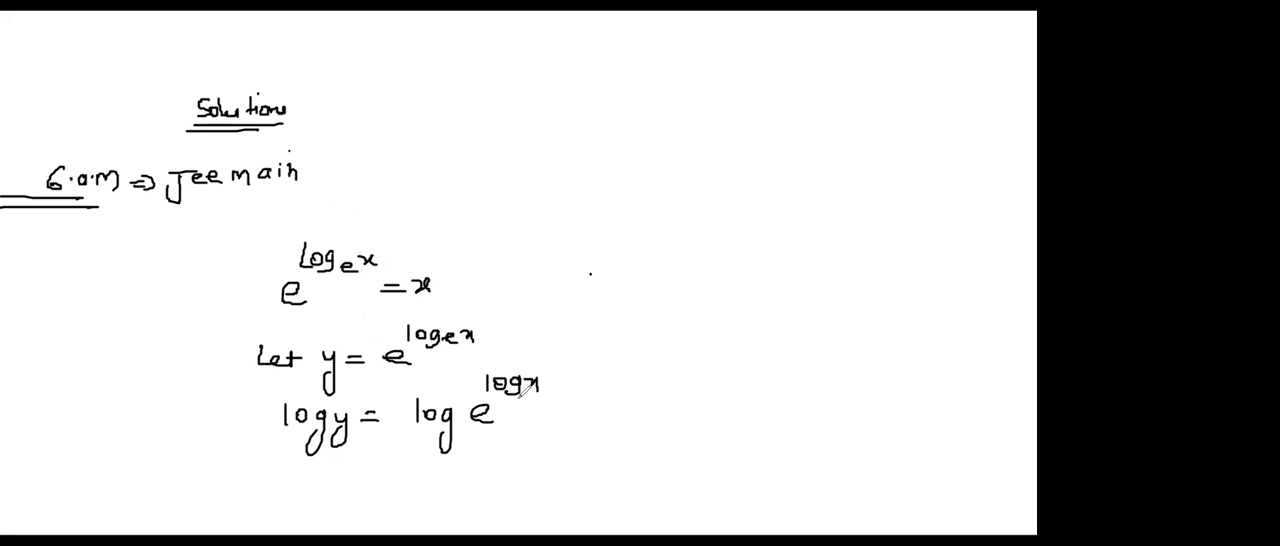 Solution
6.a.m ⇒ Jee main
e^{log_e x} = x
Let y = e^{log_e x}
log y = log e^{log x}